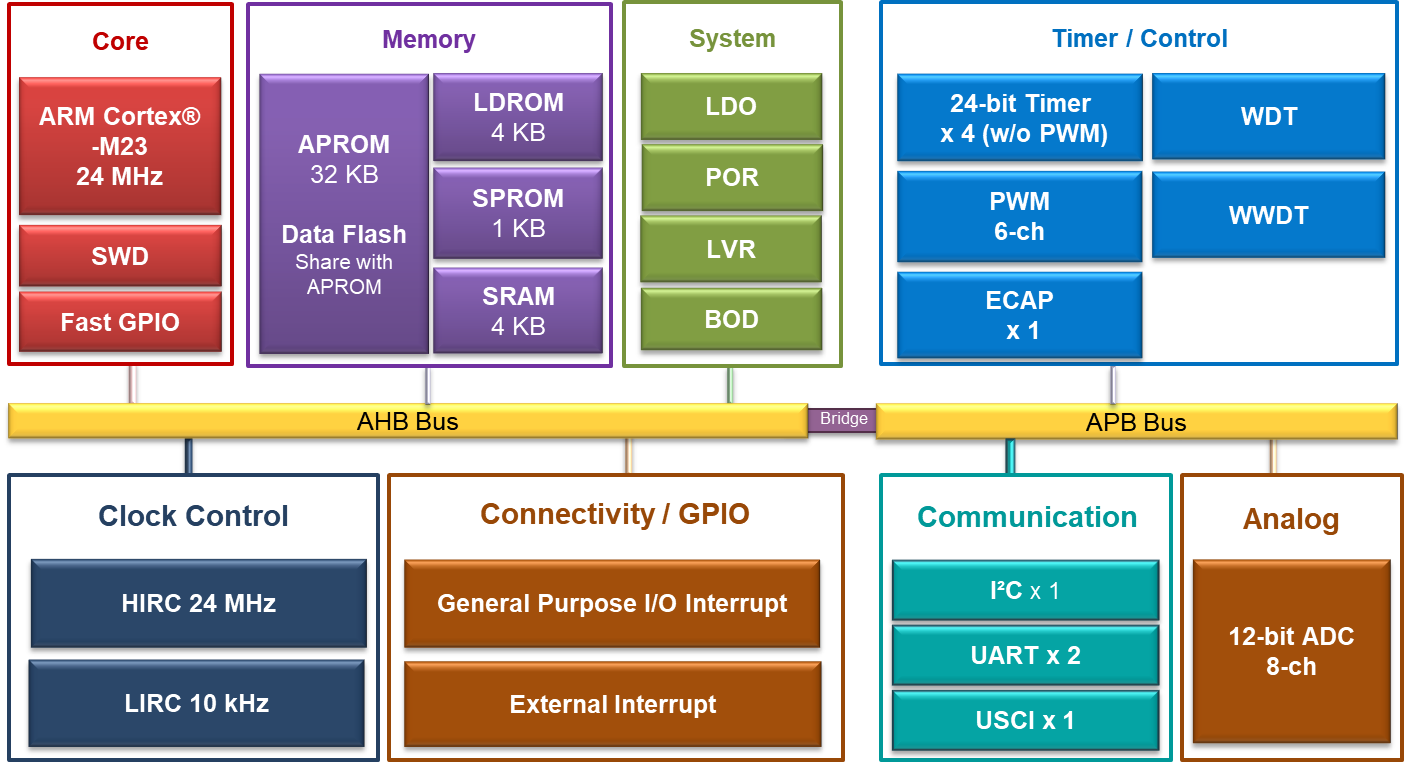 Core
ARM Cortex®
-M23
24 MHz
SWD
Fast GPIO
Memory
APROM
32 KB
Data Flash
Share with
APROM
LDROM
4 KB
SPROM
1 KB
SRAM
4 KB
System
LDO
POR
LVR
BOD
Timer / Control
24-bit Timer
x 4 (w/o PWM)
PWM
6-ch
ECAP
x 1
WDT
WWDT
AHB Bus
Bridge
APB Bus
Clock Control
HIRC 24 MHz
LIRC 10 kHz
Connectivity / GPIO
General Purpose I/O Interrupt
External Interrupt
Communication
I²C x 1
UART x 2
USCI x 1
Analog
12-bit ADC
8-ch